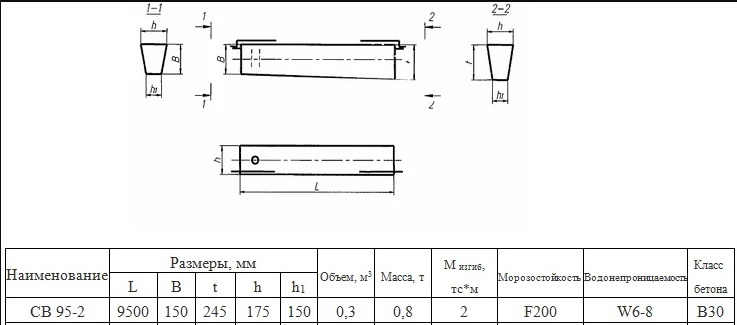 1-1
h
B
h1
1
1
B
t
2
2
2-2
h
t
h1
h
L
Наименование
Размеры, мм
L
B
t
h
h1
Объем, м³
Масса, т
М изгиб, тс*м
Морозостойкость
Водонепроницаемость
Класс бетона
СВ 95-2
9500
150
245
175
150
0,3
0,8
2
F200
W6-8
B30